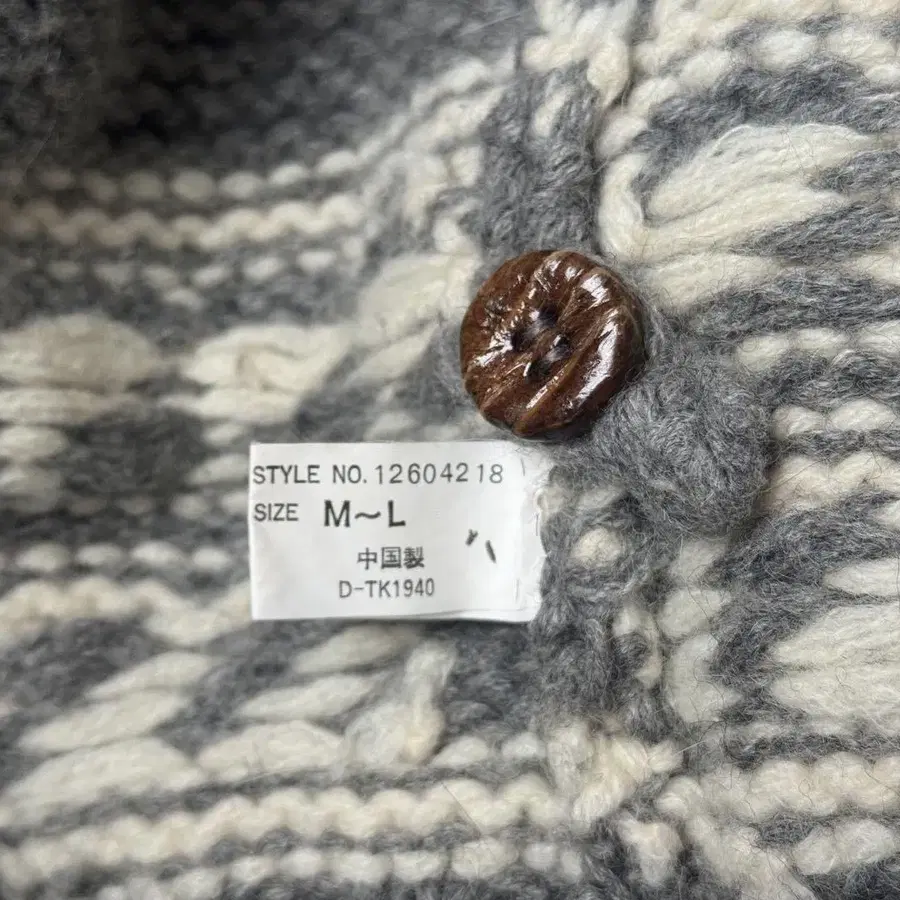 STYLE NO.12604218
SIZE M~L
中国製
D-TK1940